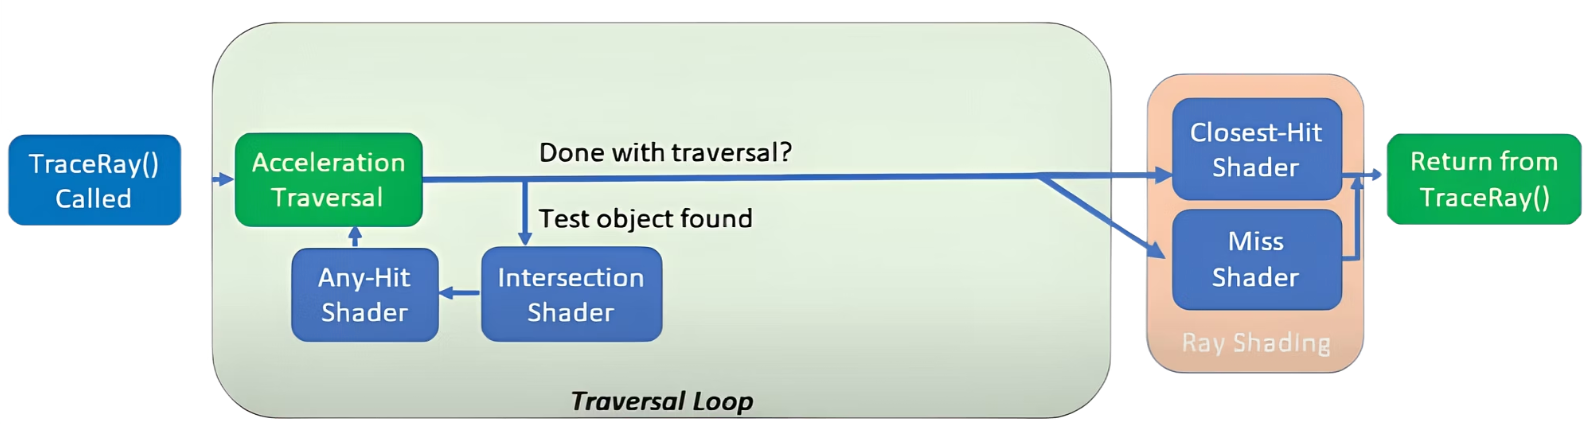 TraceRay()
Called
Acceleration
Traversal
Done with traversal?
Test object found
Any-Hit
Shader
Intersection
Shader
Traversal Loop
Closest-Hit
Shader
Miss
Shader
Ray Shading
Return from
TraceRay()